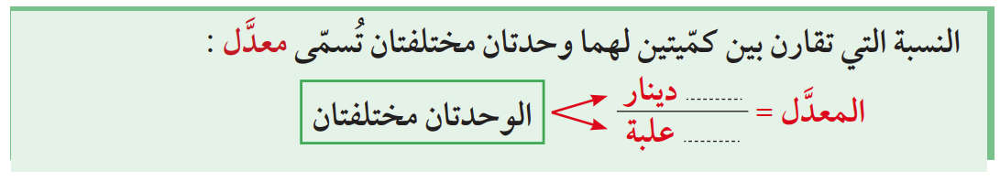 النسبة التي تقارن بين كمّيتين لهما وحدتان مختلفتان تُسمّى معدَّل :
المعدَّل = ........ دينار
........ علبة
الوحدتان مختلفتان